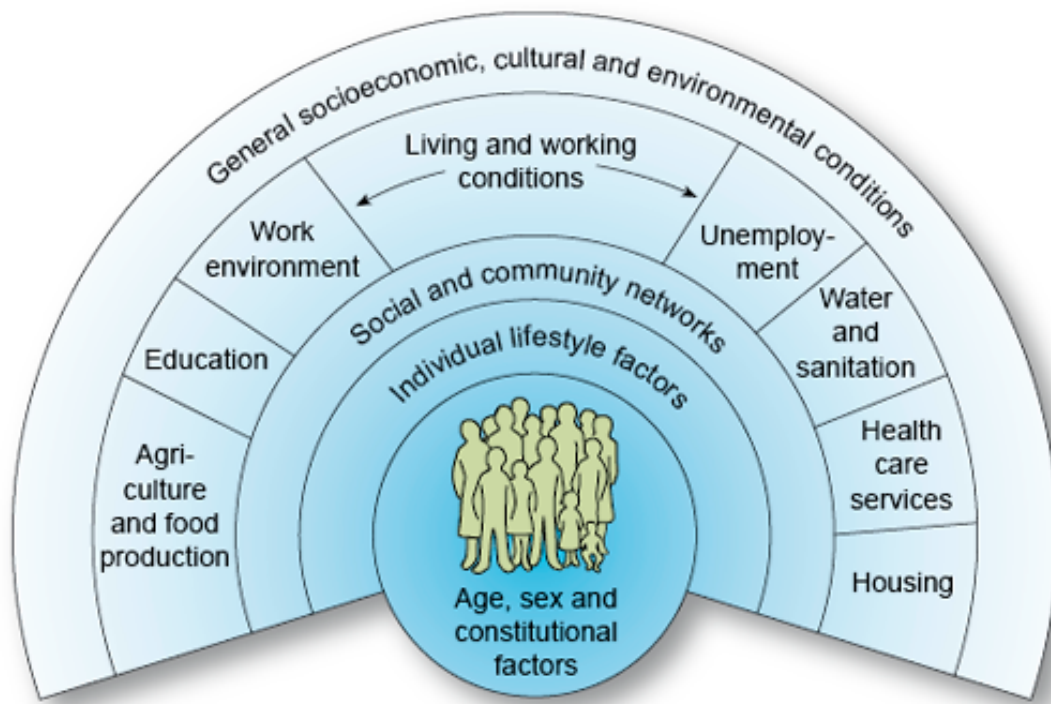 General socioeconomic, cultural and environmental conditions
Living and working
conditions
Work
environment
Unemploy-
ment
Education
Water
and
sanitation
Agri-
culture
and food
production
Health
care
services
Housing
Social and community networks
Individual lifestyle factors
Age, sex and
constitutional
factors